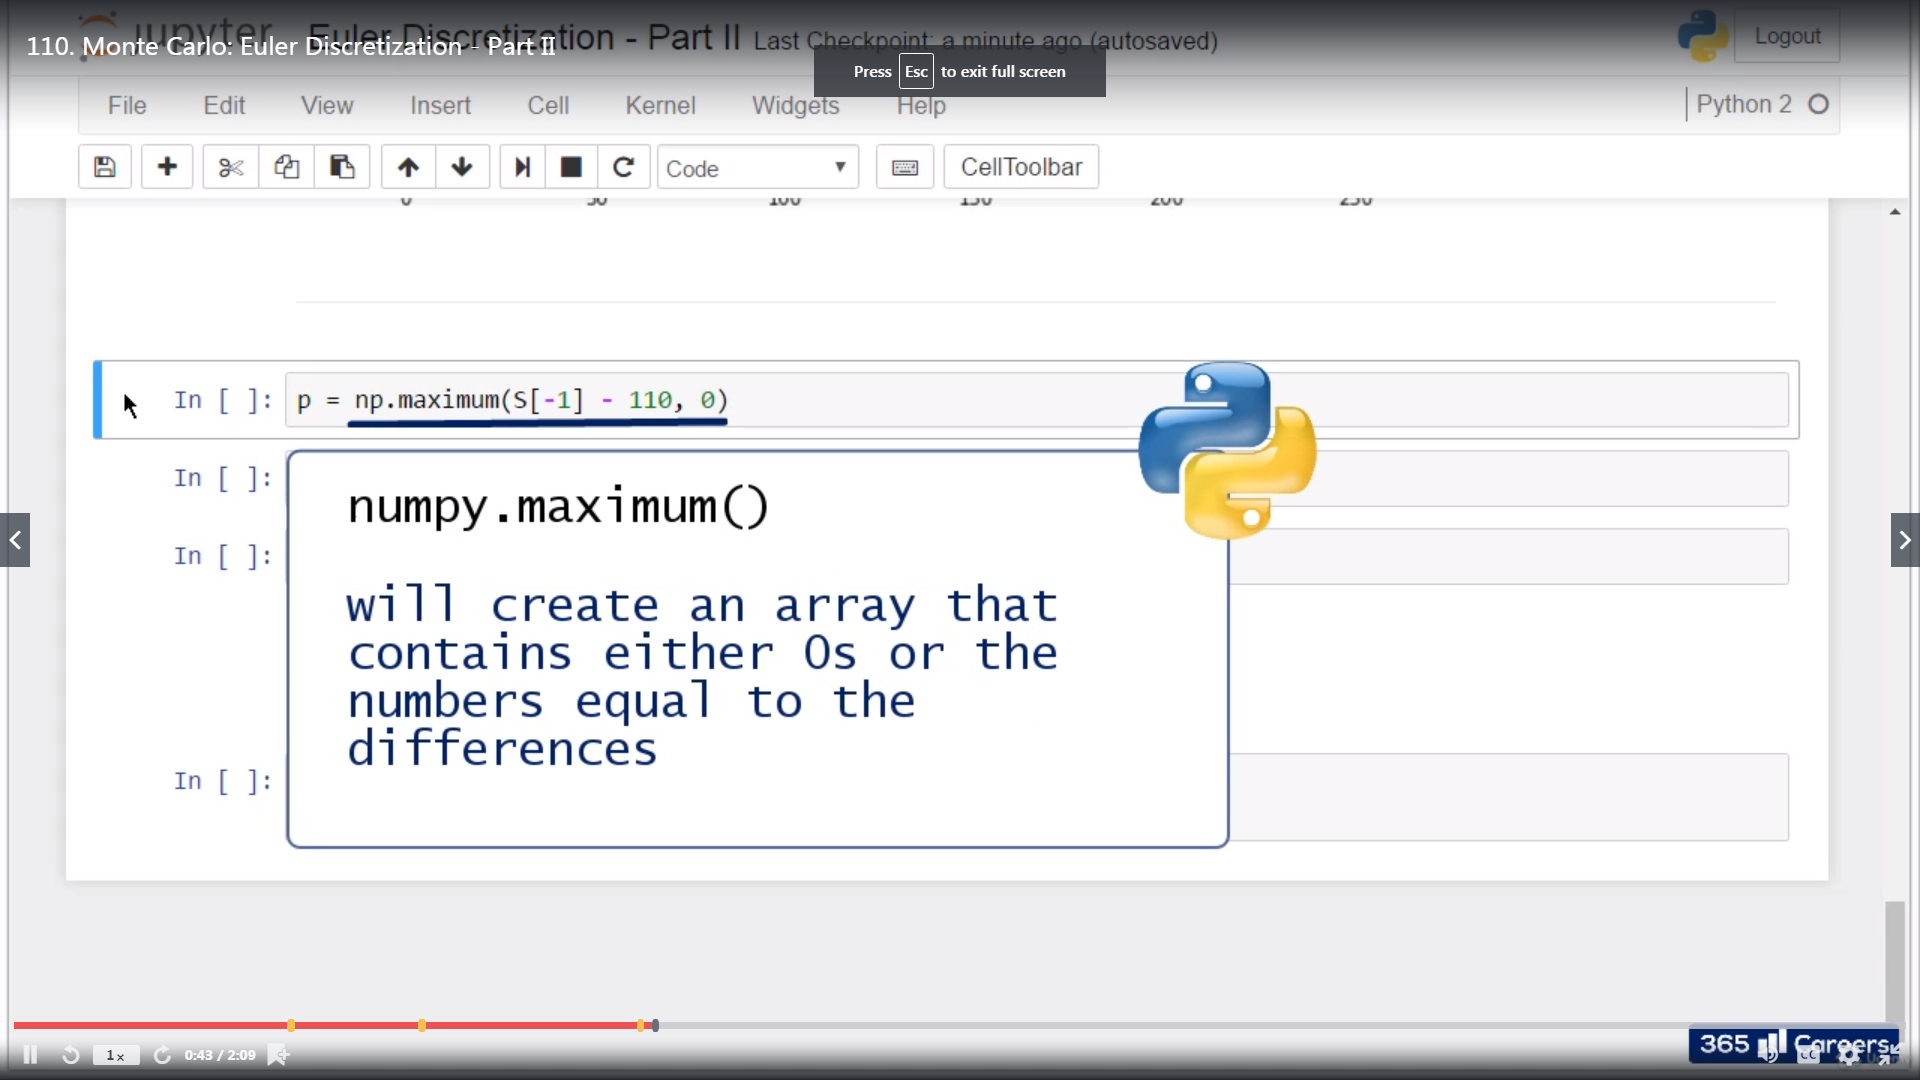 jupyter Euler Discretization - Part II Last Checkpoint: a minute ago (autosaved) Logout
110. Monte Carlo: Euler Discretization - Part II
Press Esc to exit full screen
File Edit View Insert Cell Kernel Widgets Help Python 2
Code CellToolbar
0 50 100 150 200 250
In [ ]: p = np.maximum(S[-1] - 110, 0)
In [ ]:
numpy.maximum()
In [ ]:
will create an array that
contains either 0s or the
numbers equal to the
differences
In [ ]:
365 Careers
1x 0:43 / 2:09
CC